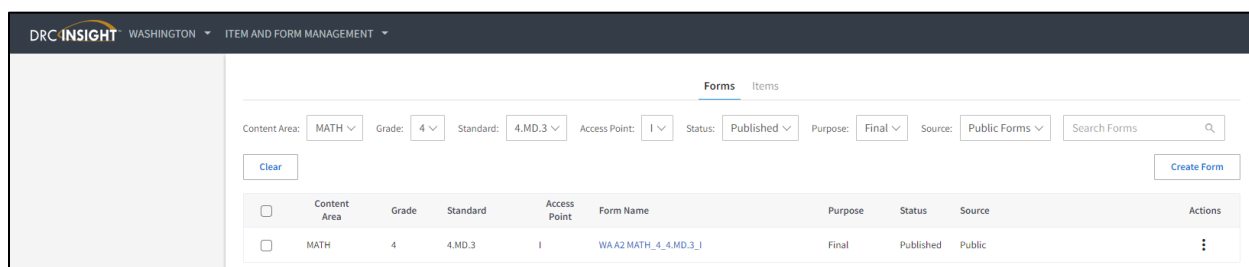 DRC INSIGHT WASHINGTON ITEM AND FORM MANAGEMENT
Forms Items
Content Area: MATH Grade: 4 Standard: 4.MD.3 Access Point: I Status: Published Purpose: Final Source: Public Forms Search Forms
Clear Create Form
Content Area Grade Standard Access Point Form Name Purpose Status Source Actions
MATH 4 4.MD.3 I WA A2 MATH_4_4.MD.3_I Final Published Public